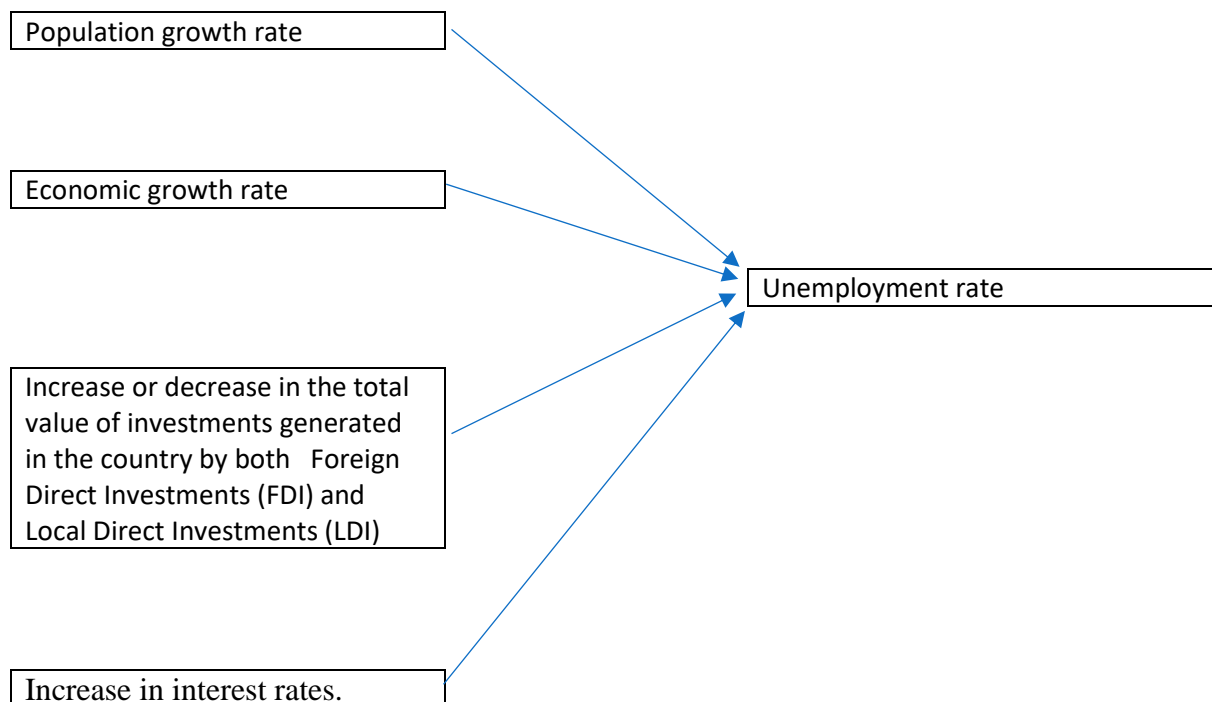 Population growth rate
Economic growth rate
Unemployment rate
Increase or decrease in the total
value of investments generated
in the country by both   Foreign
Direct Investments (FDI) and
Local Direct Investments (LDI)
Increase in interest rates.